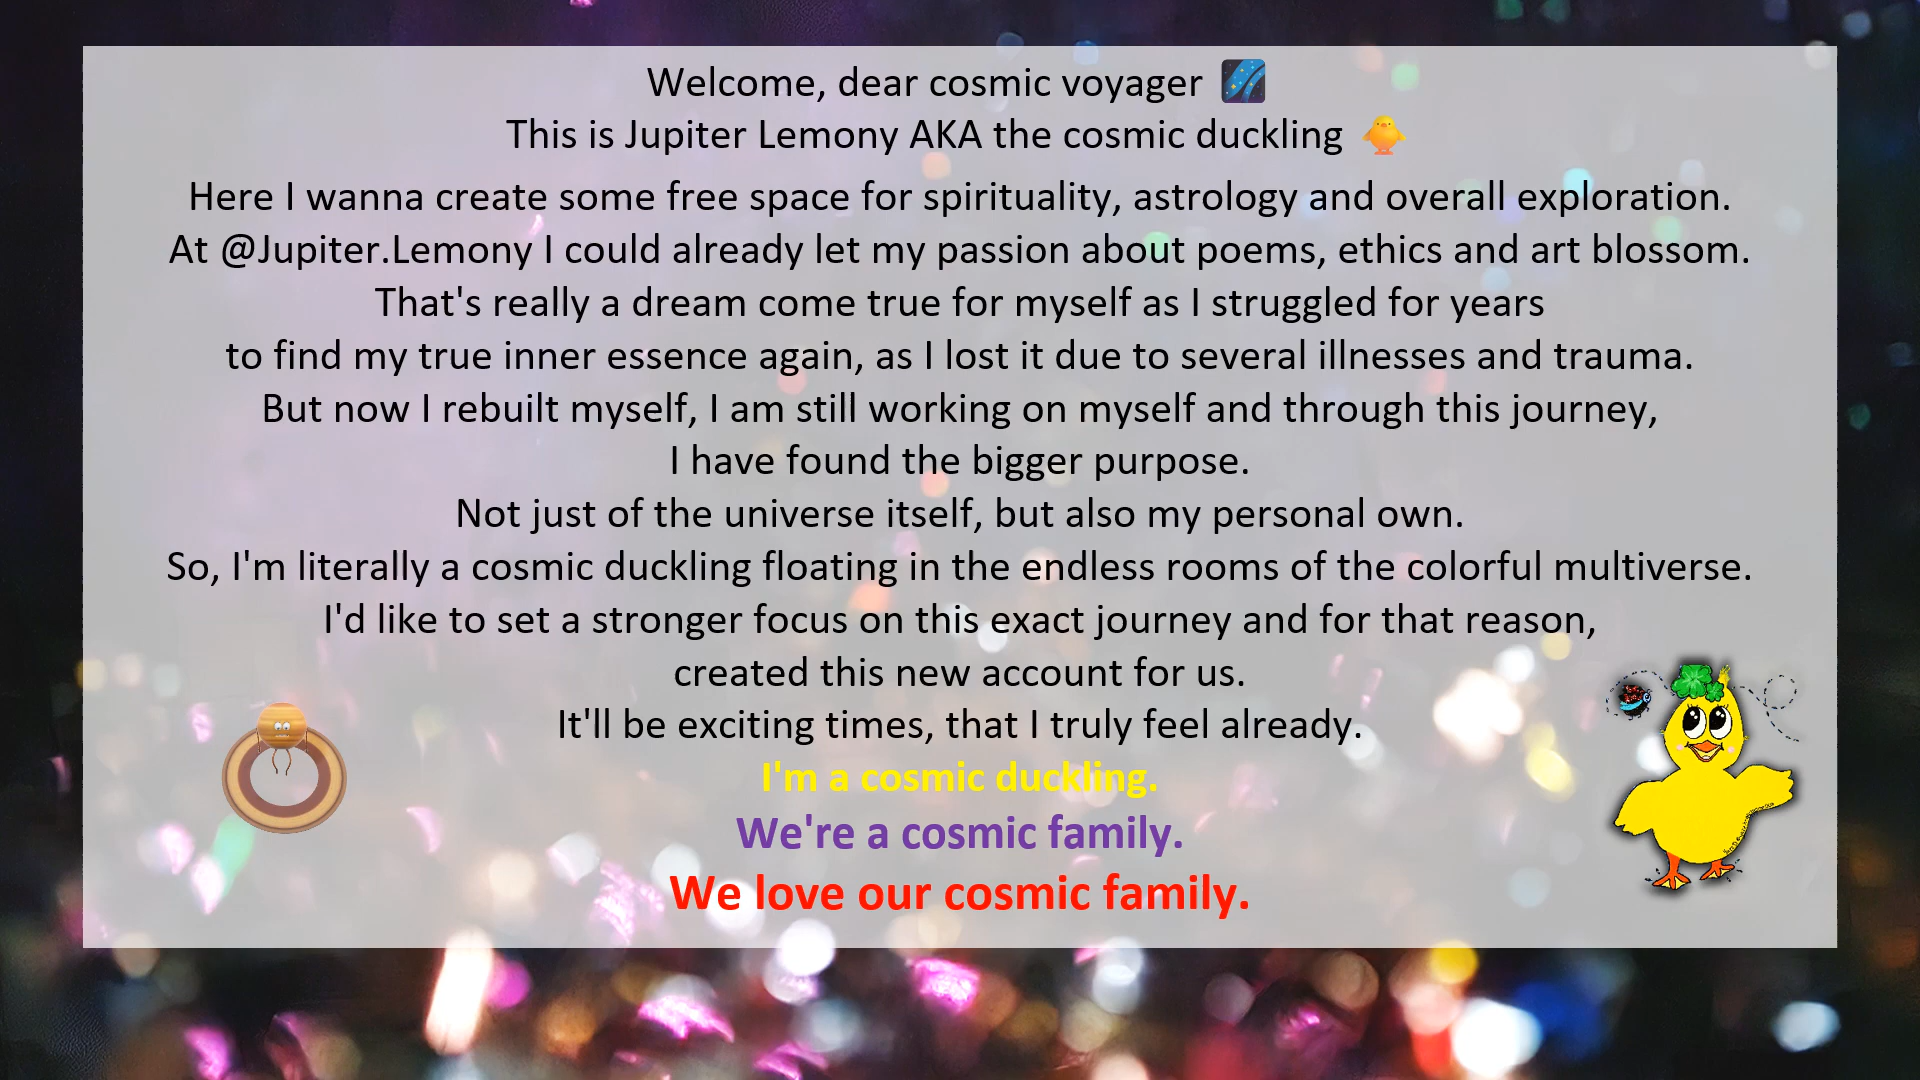 Welcome, dear cosmic voyager 🌌
This is Jupiter Lemony AKA the cosmic duckling 🐥
Here I wanna create some free space for spirituality, astrology and overall exploration.
At @Jupiter.Lemony I could already let my passion about poems, ethics and art blossom.
That's really a dream come true for myself as I struggled for years
to find my true inner essence again, as I lost it due to several illnesses and trauma.
But now I rebuilt myself, I am still working on myself and through this journey,
I have found the bigger purpose.
Not just of the universe itself, but also my personal own.
So, I'm literally a cosmic duckling floating in the endless rooms of the colorful multiverse.
I'd like to set a stronger focus on this exact journey and for that reason,
created this new account for us.
It'll be exciting times, that I truly feel already.
I'm a cosmic duckling.
We're a cosmic family.
We love our cosmic family.